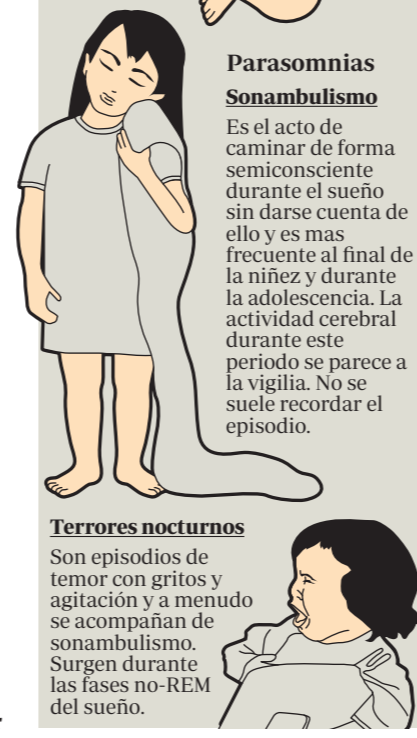 Parasomnias
Sonambulismo
Es el acto de
caminar de forma
semiconsciente
durante el sueño
sin darse cuenta de
ello y es mas
frecuente al final de
la niñez y durante
la adolescencia. La
actividad cerebral
durante este
periodo se parece a
la vigilia. No se
suele recordar el
episodio.
Terrores nocturnos
Son episodios de
temor con gritos y
agitación y a menudo
se acompañan de
sonambulismo.
Surgen durante
las fases no-REM
del sueño.